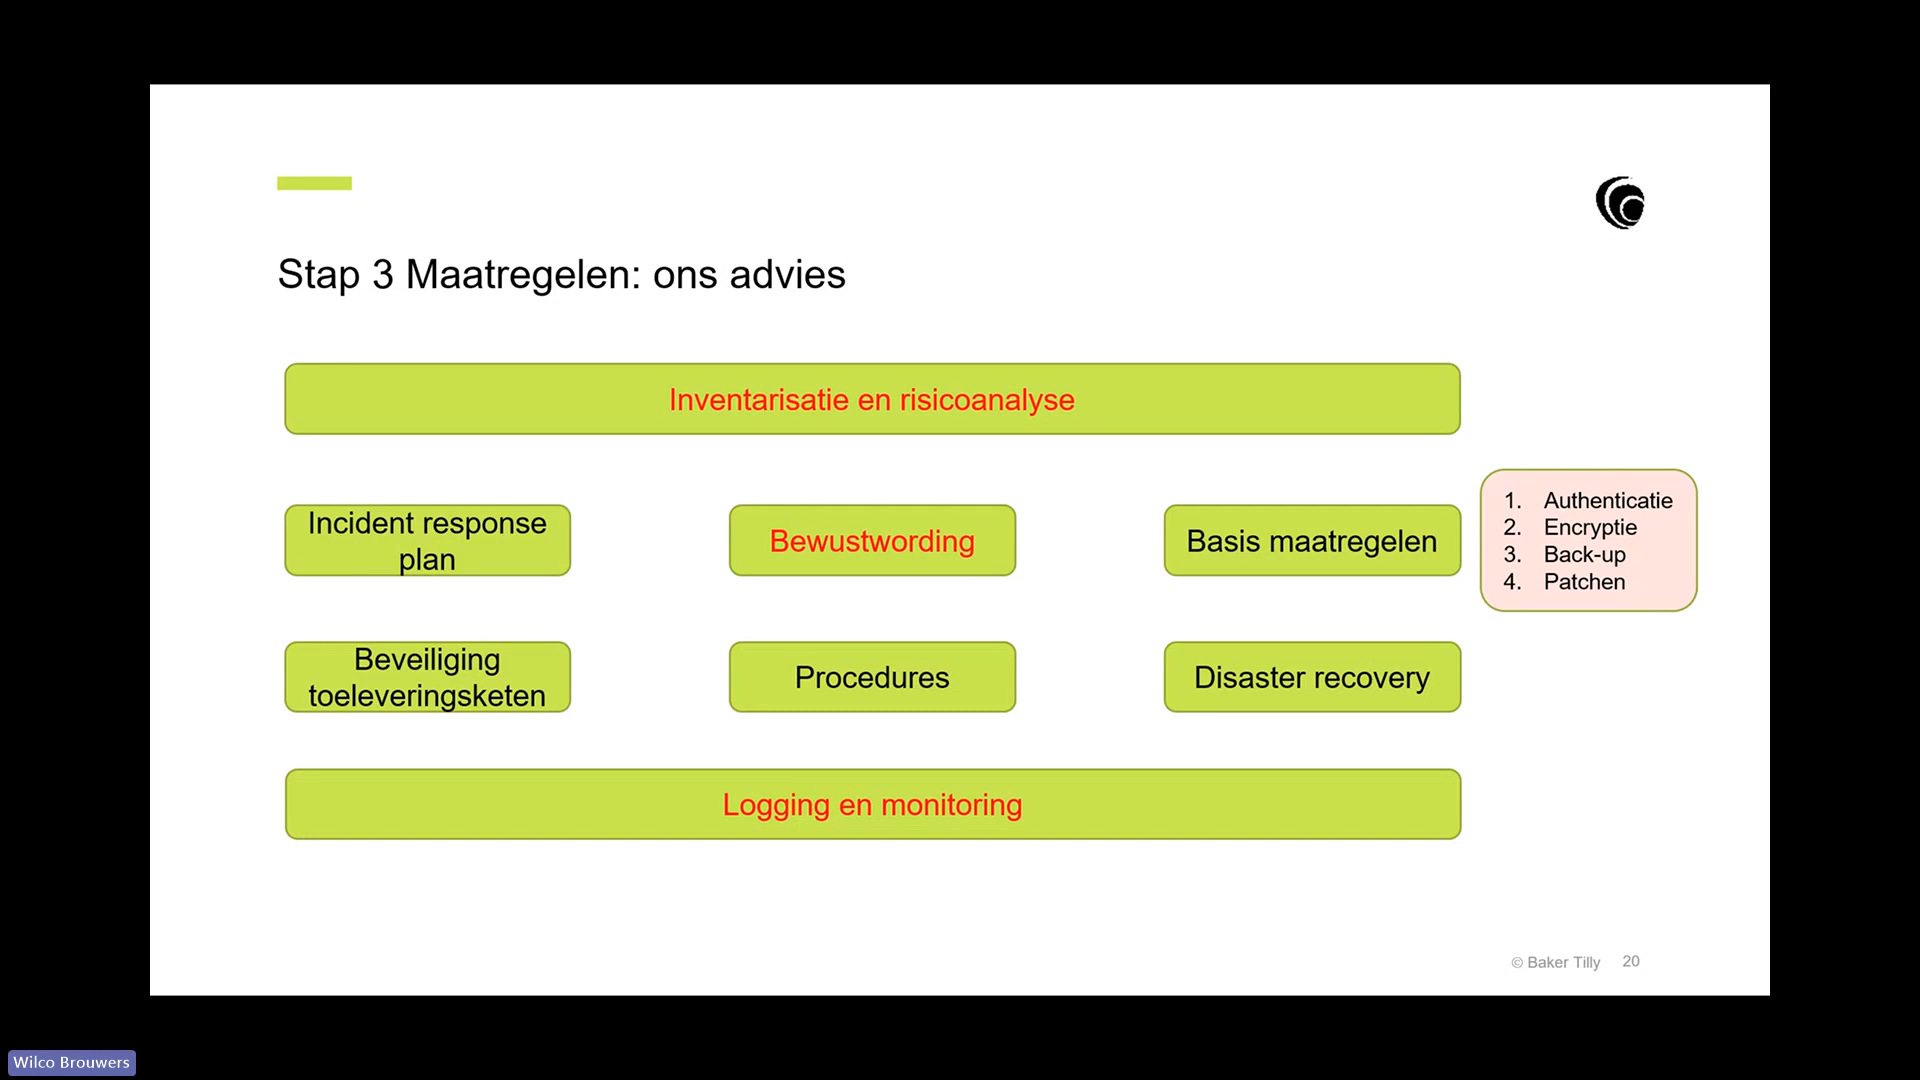 Stap 3 Maatregelen: ons advies
Inventarisatie en risicoanalyse
Incident response
plan
Bewustwording
Basis maatregelen
1. Authenticatie
2. Encryptie
3. Back-up
4. Patchen
Beveiliging
toeleveringsketen
Procedures
Disaster recovery
Logging en monitoring
© Baker Tilly 20
Wilco Brouwers